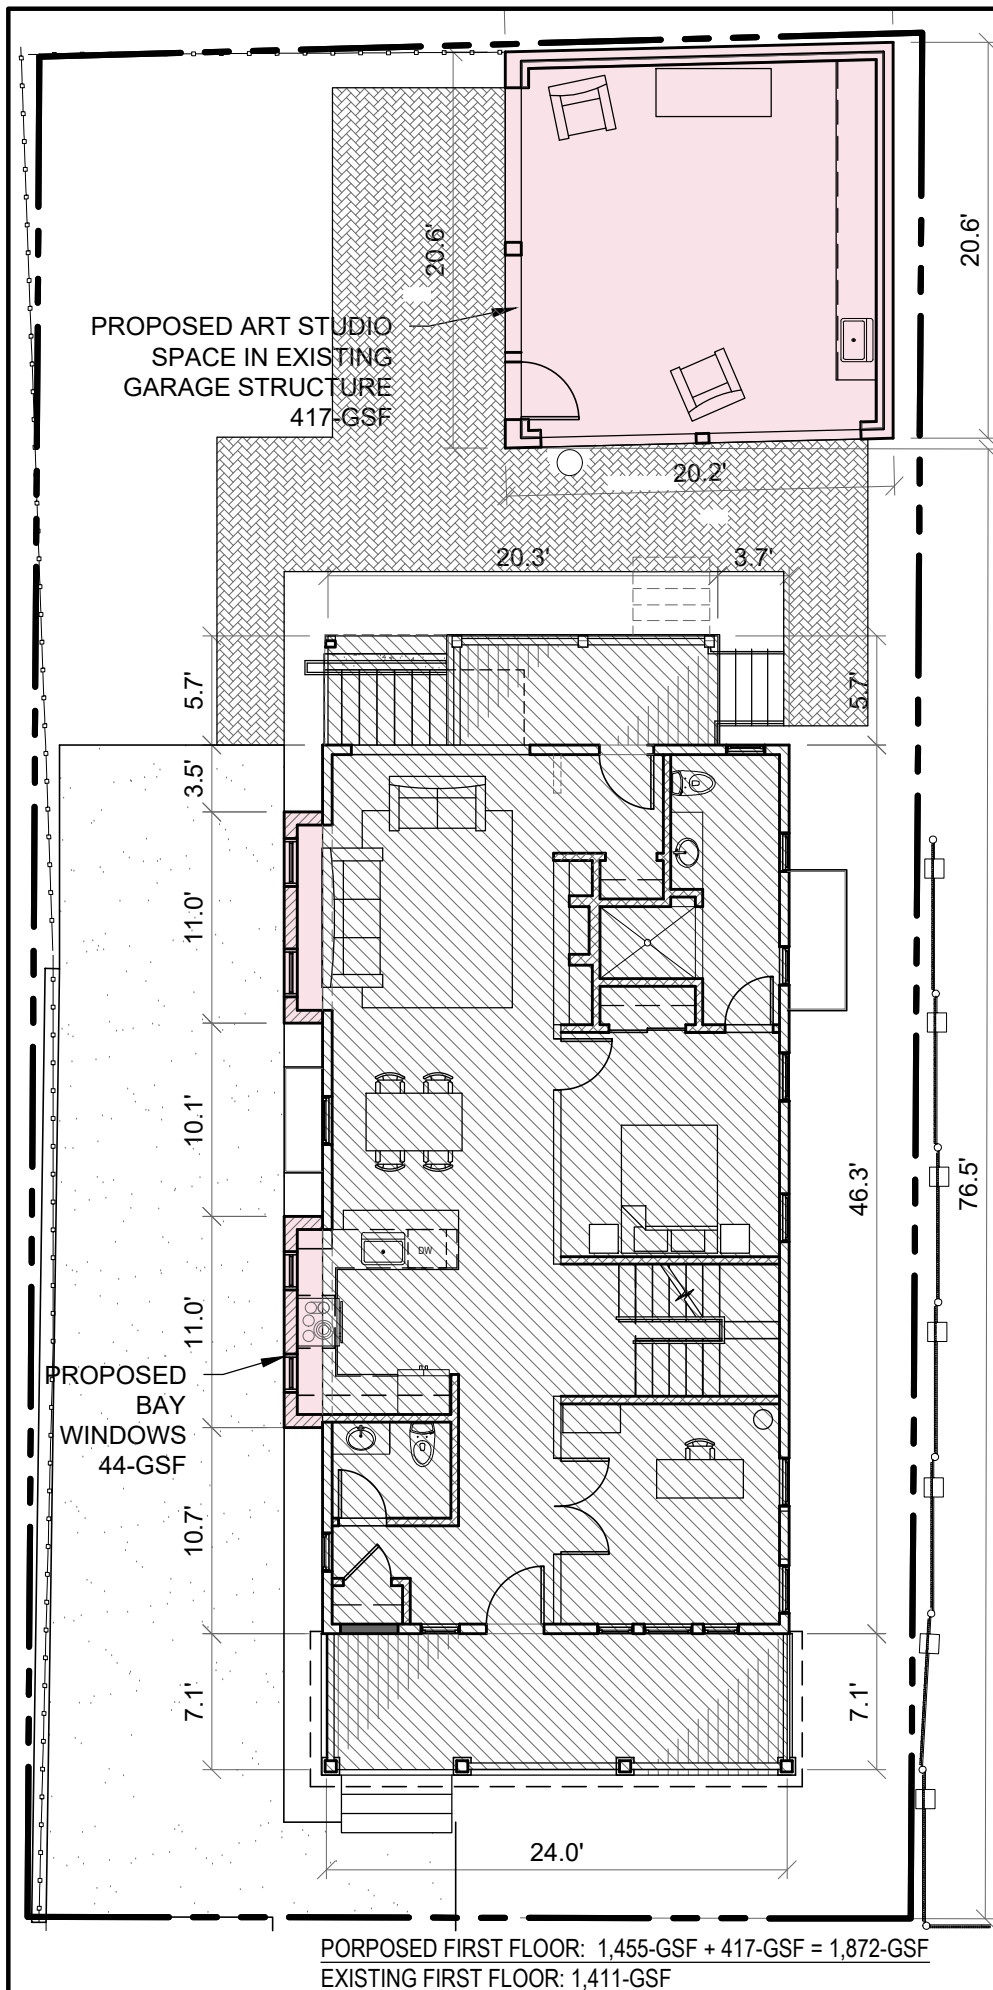 20.6'
20.6'
PROPOSED ART STUDIO
SPACE IN EXISTING
GARAGE STRUCTURE
417-GSF
20.2'
20.3'
3.7'
5.7'
5.7'
3.5'
11.0'
10.1'
46.3'
76.5'
DW
11.0'
PROPOSED
BAY
WINDOWS
44-GSF
10.7'
7.1'
7.1'
24.0'
PORPOSED FIRST FLOOR: 1,455-GSF + 417-GSF = 1,872-GSF
EXISTING FIRST FLOOR: 1,411-GSF